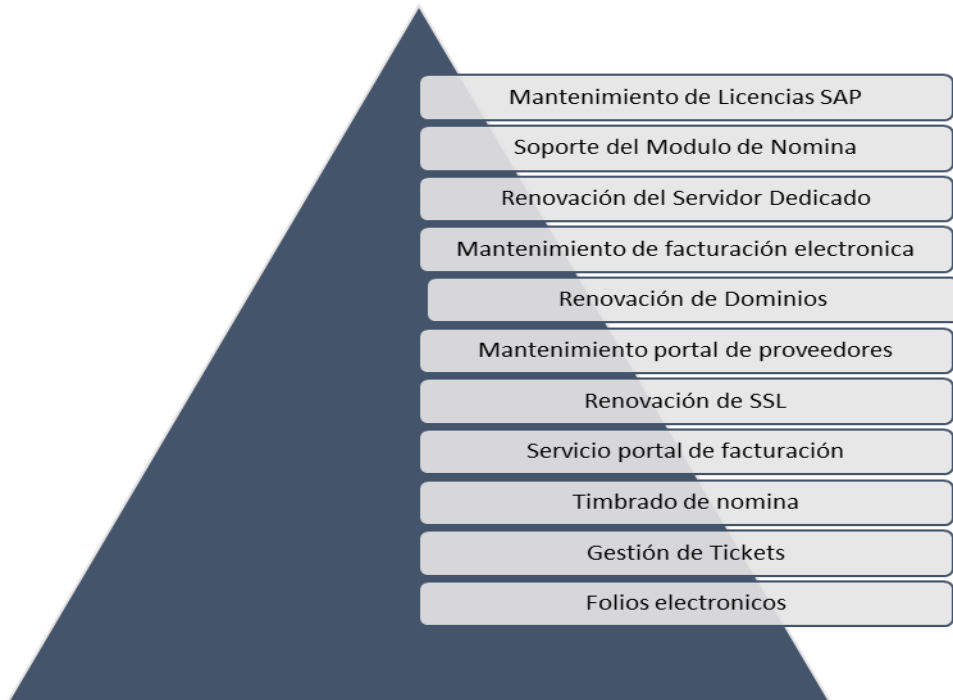 Mantenimiento de Licencias SAP
Soporte del Modulo de Nomina
Renovación del Servidor Dedicado
Mantenimiento de facturación electronica
Renovación de Dominios
Mantenimiento portal de proveedores
Renovación de SSL
Servicio portal de facturación
Timbrado de nomina
Gestión de Tickets
Folios electronicos